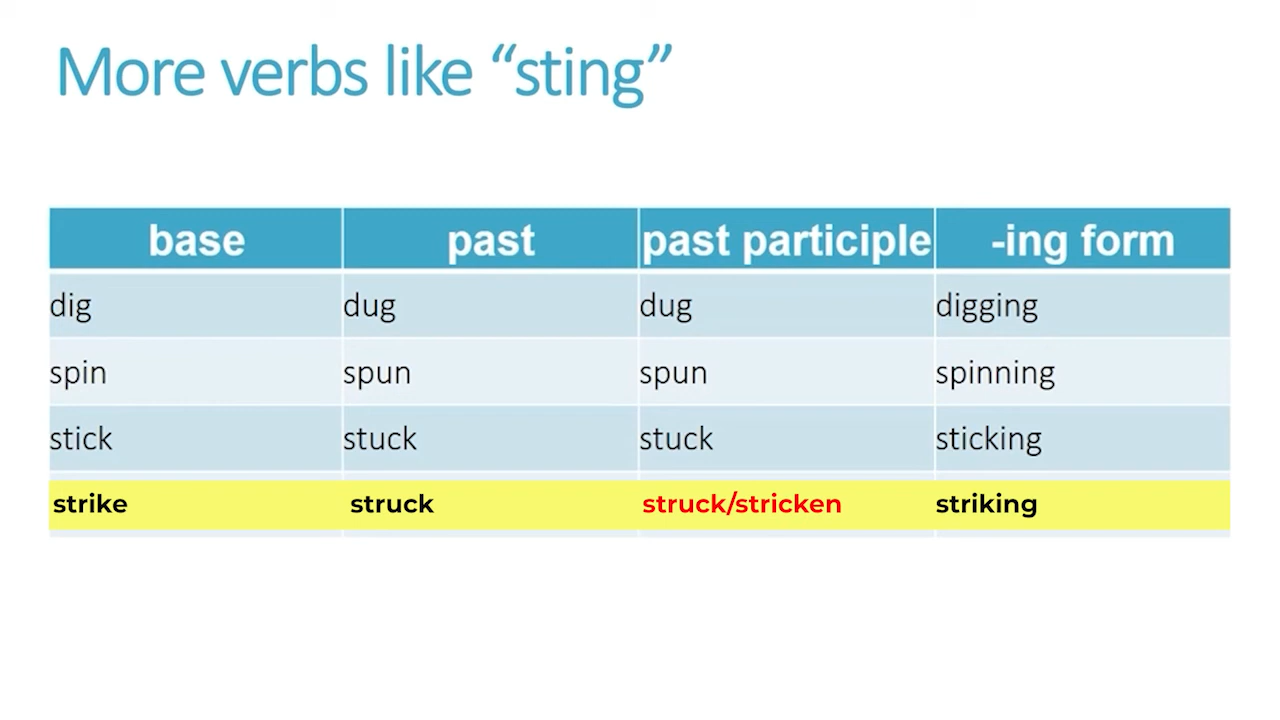 More verbs like “sting”
base past past participle -ing form
dig dug dug digging
spin spun spun spinning
stick stuck stuck sticking
strike struck struck/stricken striking